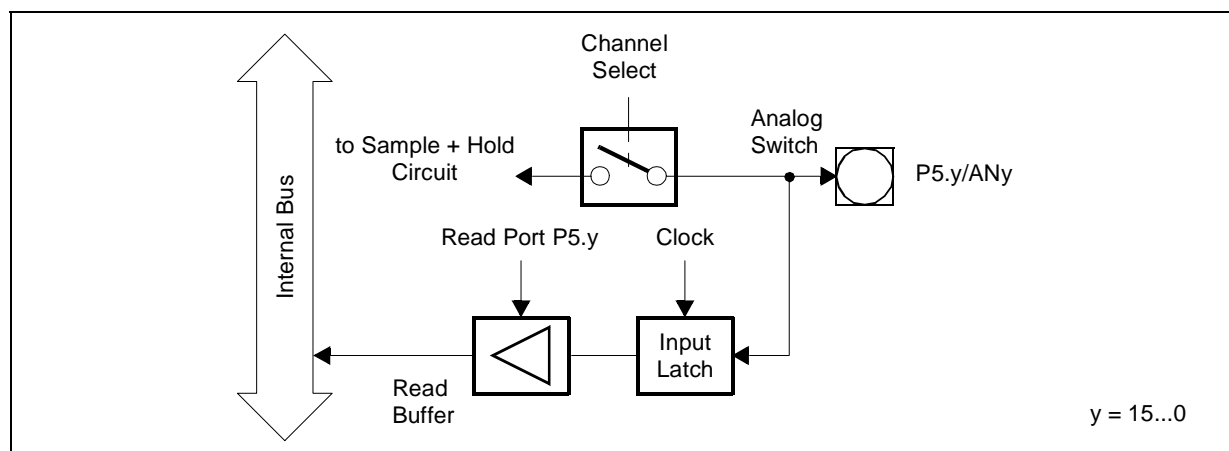 Channel
Select
Analog
Switch
to Sample + Hold
Circuit
P5.y/ANy
Internal Bus
Read Port P5.y
Clock
Input
Latch
Read
Buffer
y = 15...0